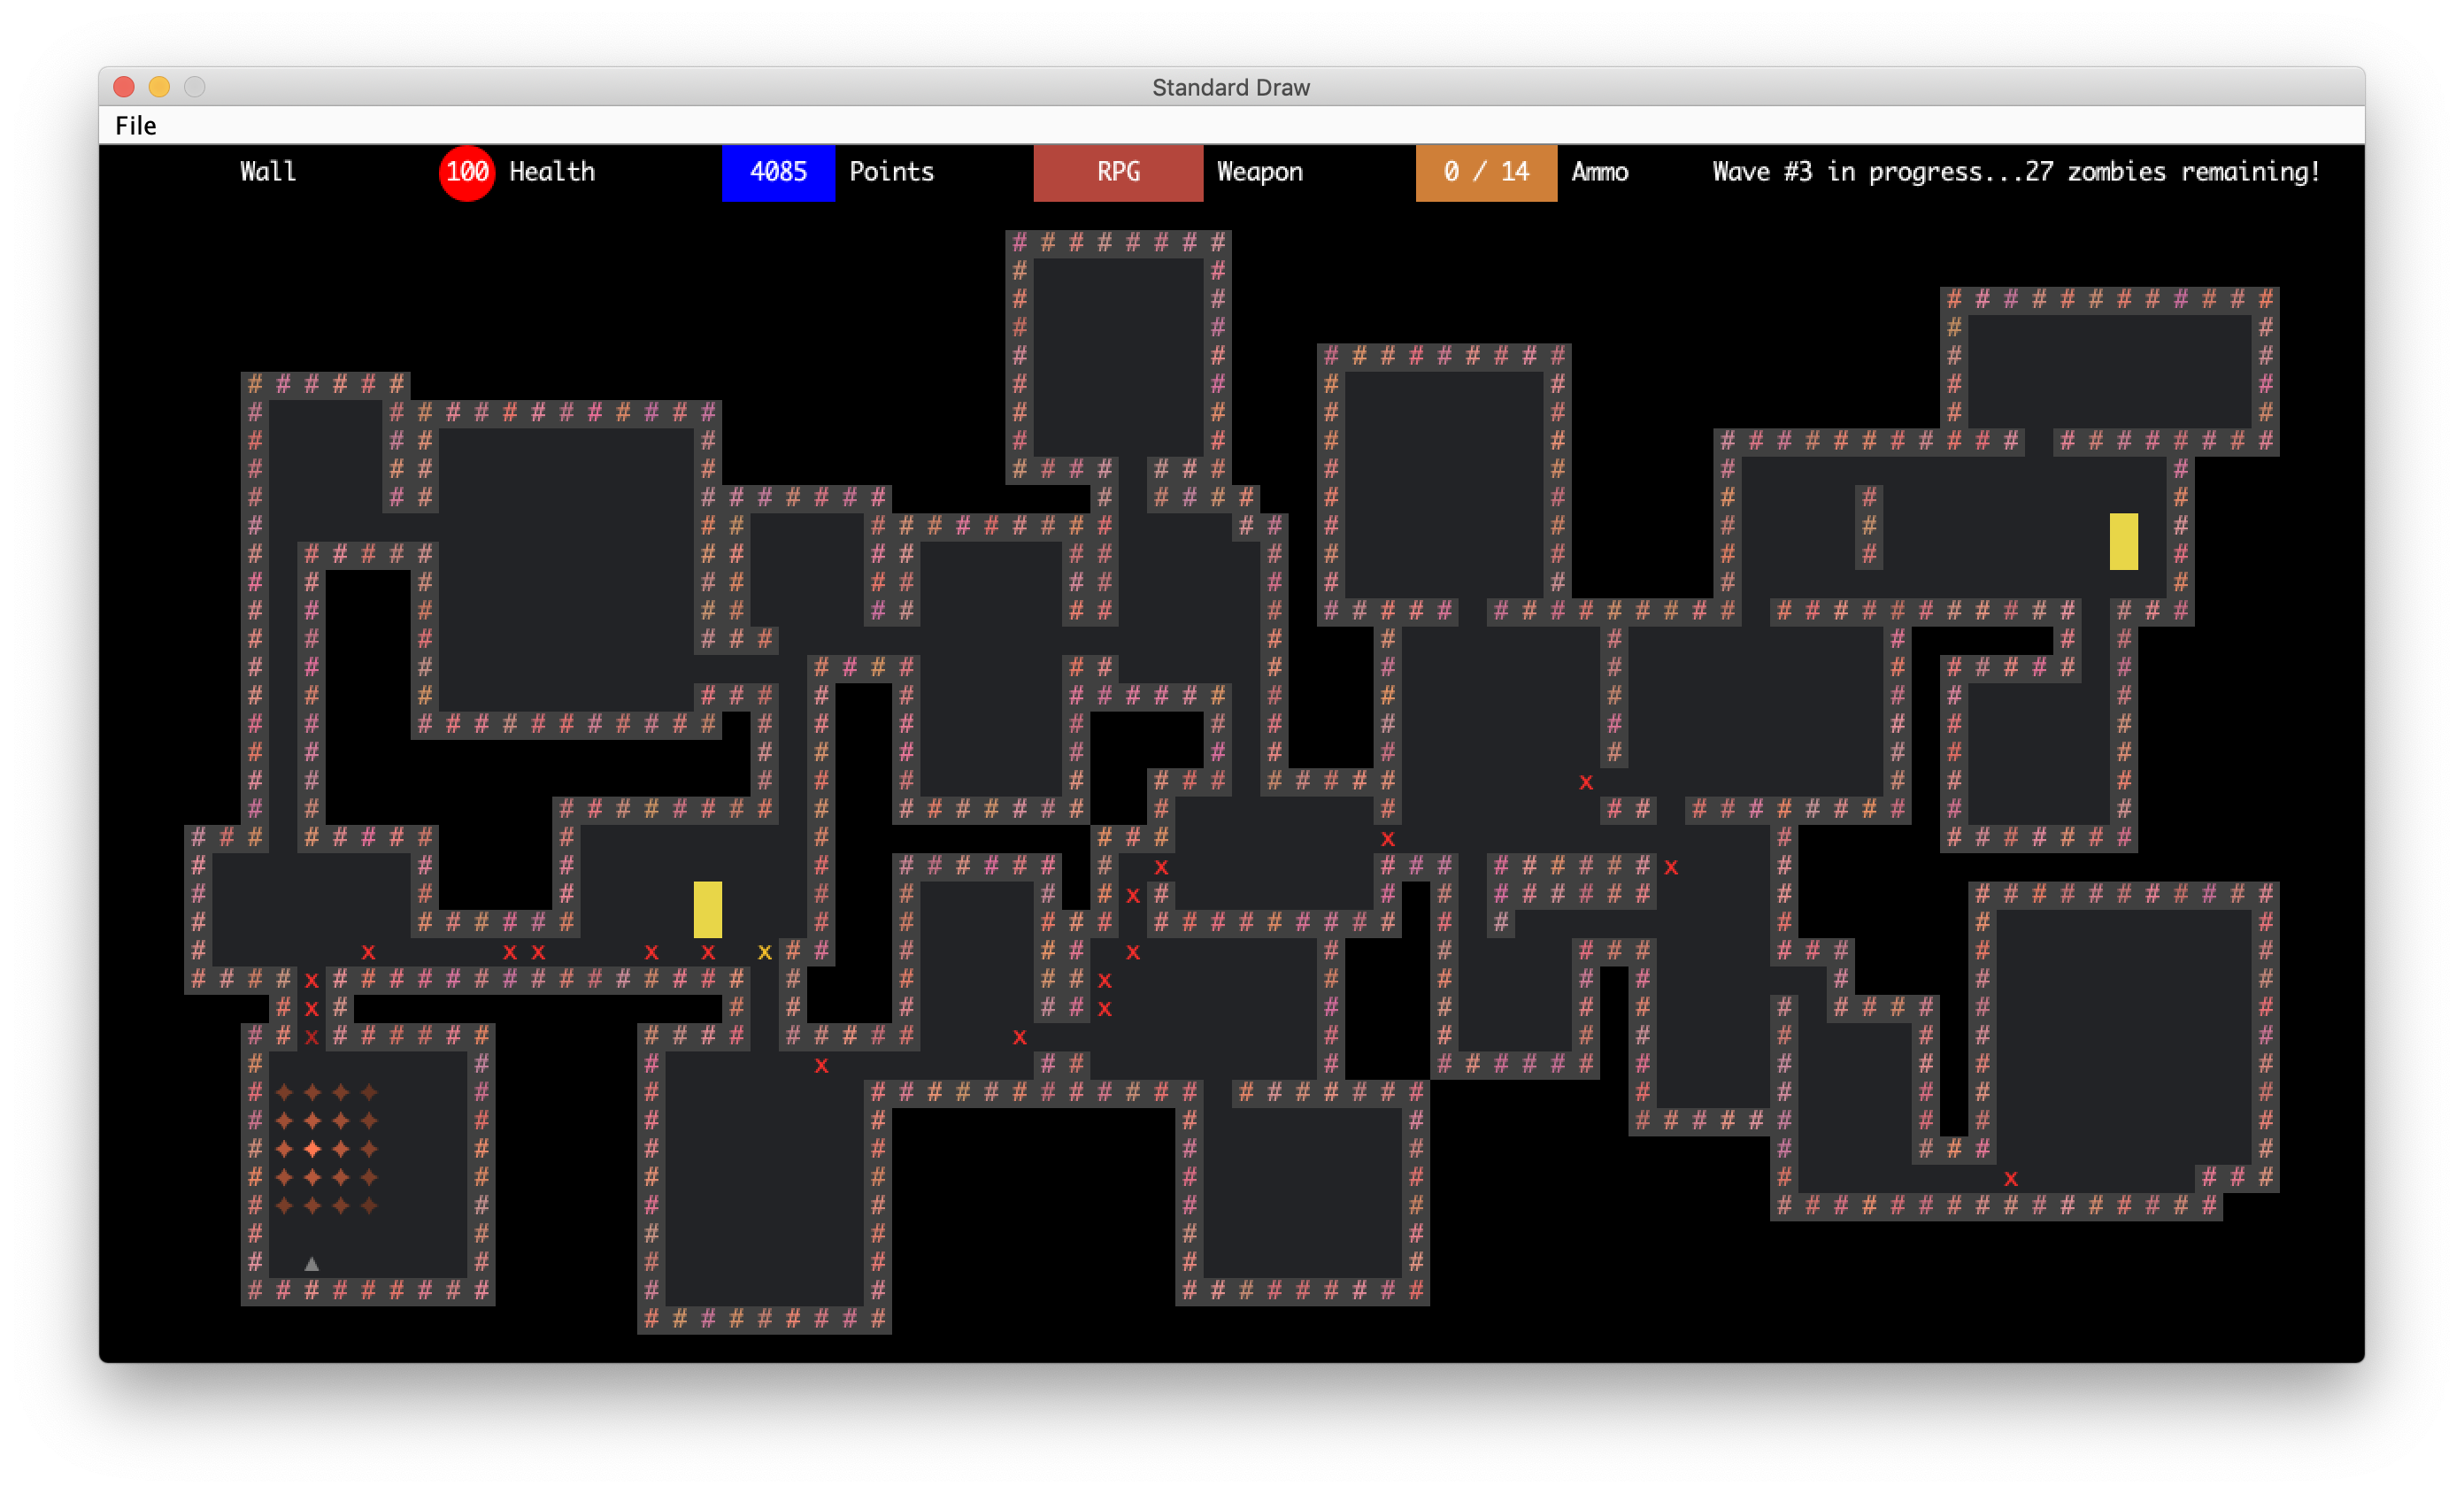 Standard Draw
File
Wall 100 Health 4085 Points RPG Weapon 0 / 14 Ammo Wave #3 in progress...27 zombies remaining!